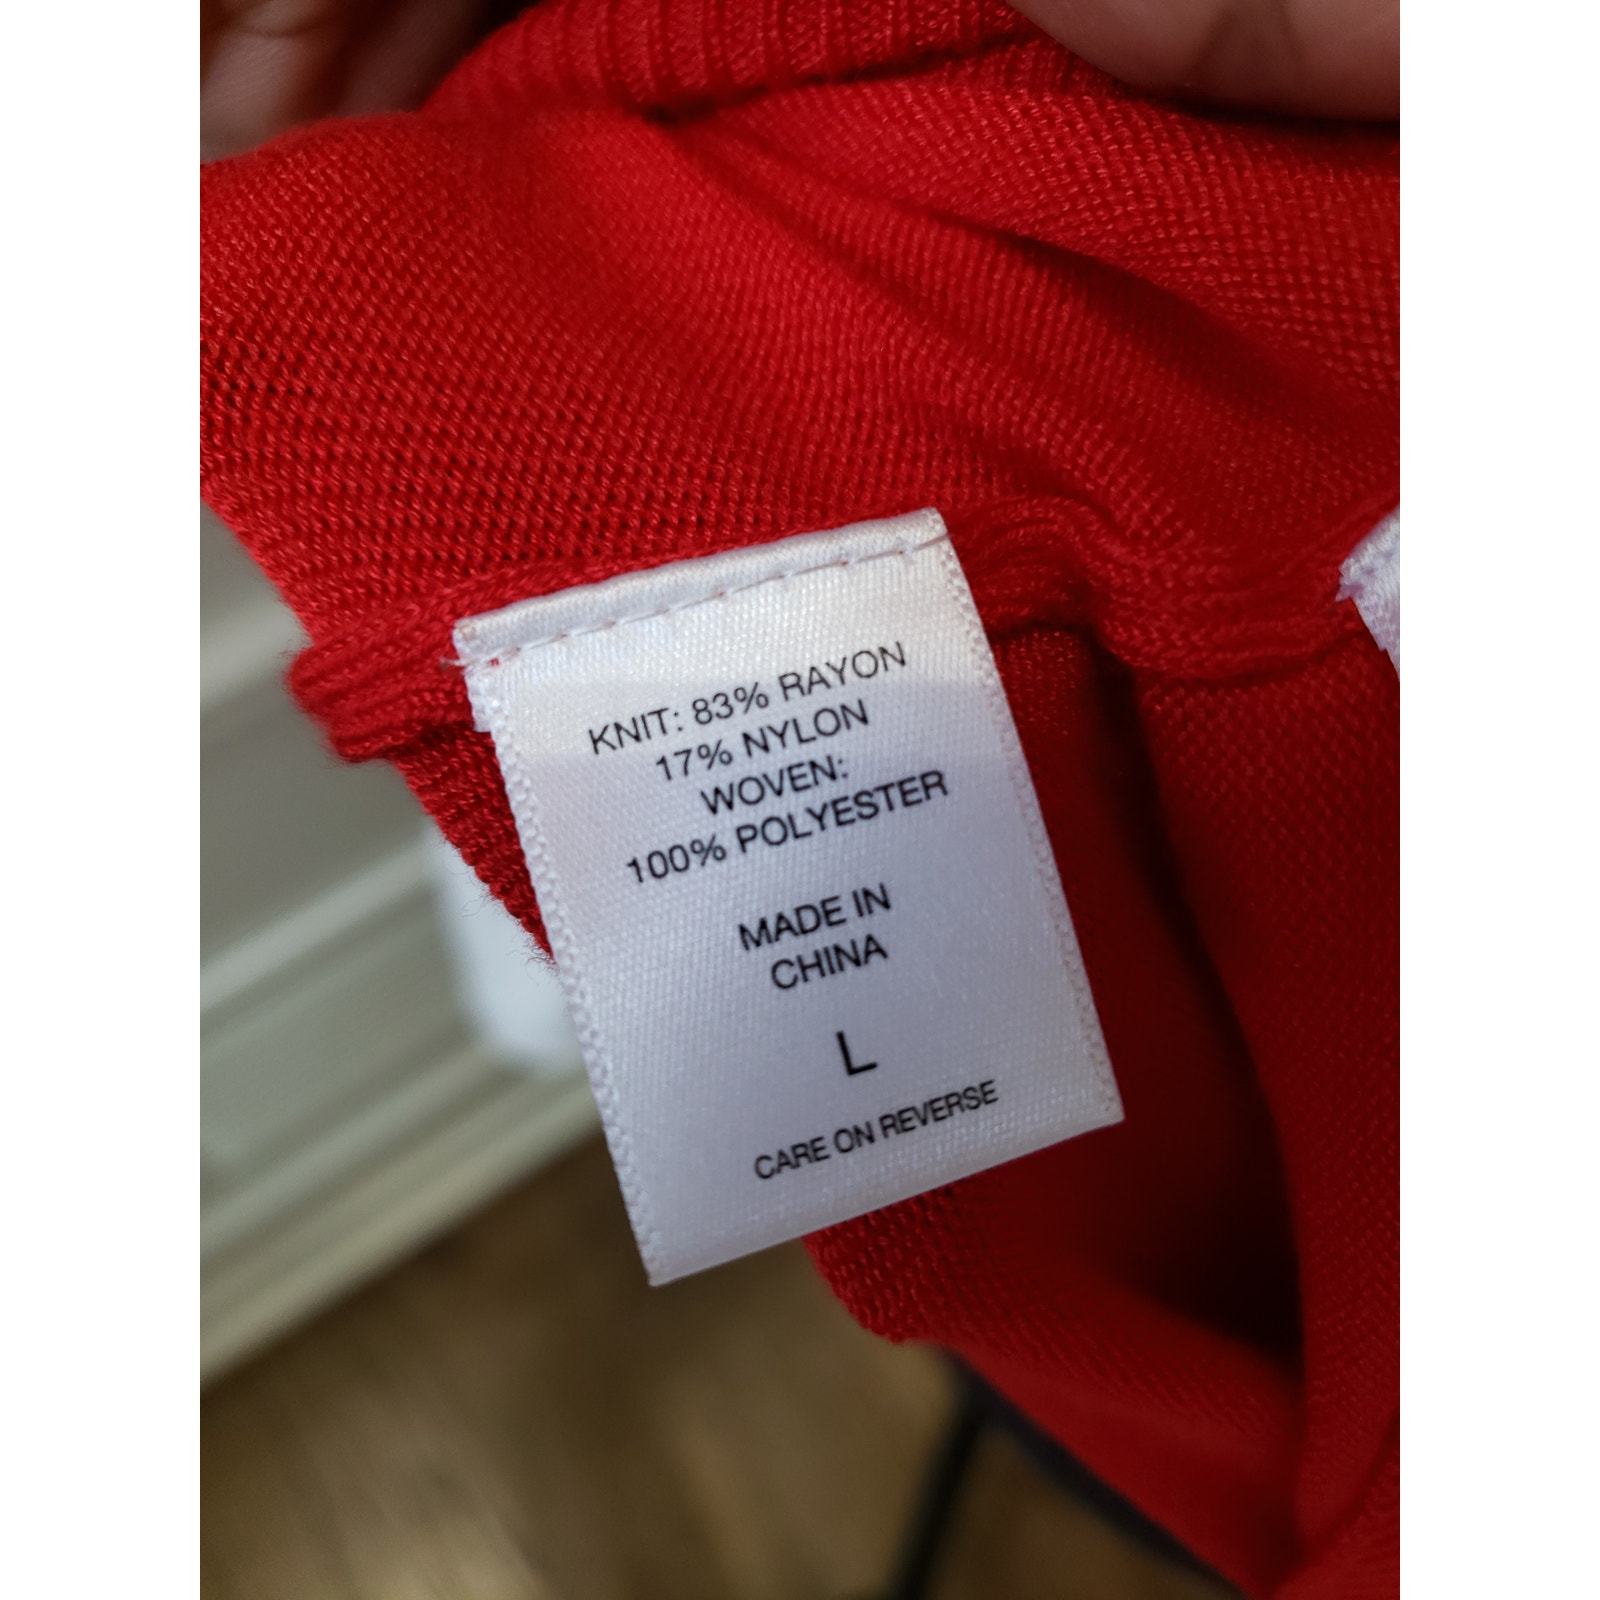 KNIT: 83% RAYON
17% NYLON
WOVEN:
100% POLYESTER
MADE IN
CHINA
L
CARE ON REVERSE